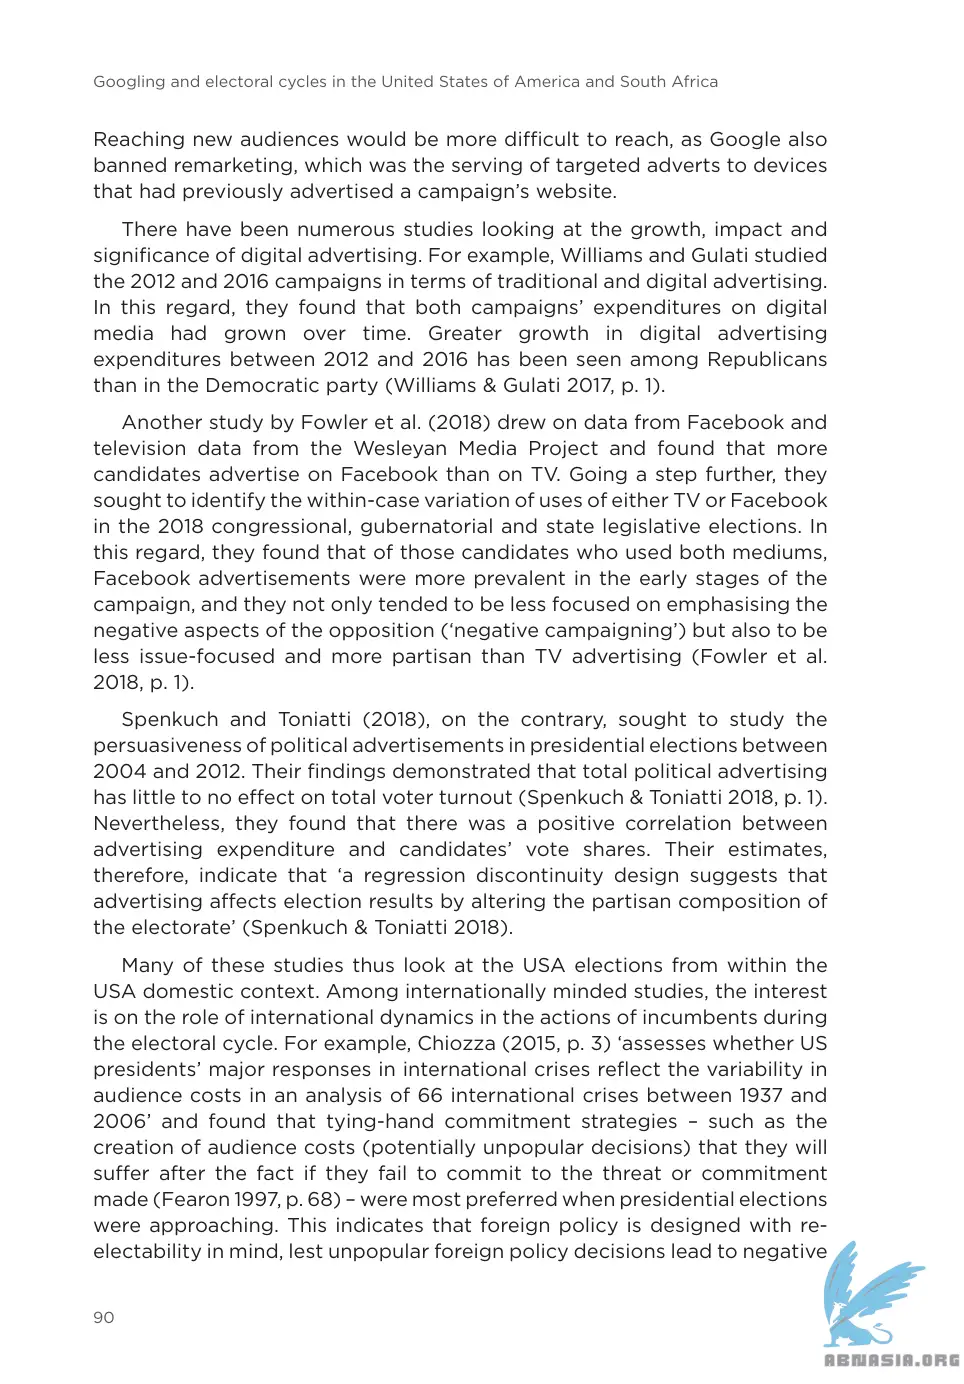 Googling and electoral cycles in the United States of America and South Africa
Reaching new audiences would be more difficult to reach, as Google also
banned remarketing, which was the serving of targeted adverts to devices
that had previously advertised a campaign’s website.
There have been numerous studies looking at the growth, impact and
significance of digital advertising. For example, Williams and Gulati studied
the 2012 and 2016 campaigns in terms of traditional and digital advertising.
In this regard, they found that both campaigns’ expenditures on digital
media had grown over time. Greater growth in digital advertising
expenditures between 2012 and 2016 has been seen among Republicans
than in the Democratic party (Williams & Gulati 2017, p. 1).
Another study by Fowler et al. (2018) drew on data from Facebook and
television data from the Wesleyan Media Project and found that more
candidates advertise on Facebook than on TV. Going a step further, they
sought to identify the within-case variation of uses of either TV or Facebook
in the 2018 congressional, gubernatorial and state legislative elections. In
this regard, they found that of those candidates who used both mediums,
Facebook advertisements were more prevalent in the early stages of the
campaign, and they not only tended to be less focused on emphasising the
negative aspects of the opposition (‘negative campaigning’) but also to be
less issue-focused and more partisan than TV advertising (Fowler et al.
2018, p. 1).
Spenkuch and Toniatti (2018), on the contrary, sought to study the
persuasiveness of political advertisements in presidential elections between
2004 and 2012. Their findings demonstrated that total political advertising
has little to no effect on total voter turnout (Spenkuch & Toniatti 2018, p. 1).
Nevertheless, they found that there was a positive correlation between
advertising expenditure and candidates’ vote shares. Their estimates,
therefore, indicate that ‘a regression discontinuity design suggests that
advertising affects election results by altering the partisan composition of
the electorate’ (Spenkuch & Toniatti 2018).
Many of these studies thus look at the USA elections from within the
USA domestic context. Among internationally minded studies, the interest
is on the role of international dynamics in the actions of incumbents during
the electoral cycle. For example, Chiozza (2015, p. 3) ‘assesses whether US
presidents’ major responses in international crises reflect the variability in
audience costs in an analysis of 66 international crises between 1937 and
2006’ and found that tying-hand commitment strategies – such as the
creation of audience costs (potentially unpopular decisions) that they will
suffer after the fact if they fail to commit to the threat or commitment
made (Fearon 1997, p. 68) – were most preferred when presidential elections
were approaching. This indicates that foreign policy is designed with re-
electability in mind, lest unpopular foreign policy decisions lead to negative
90
ABNASIA.ORG